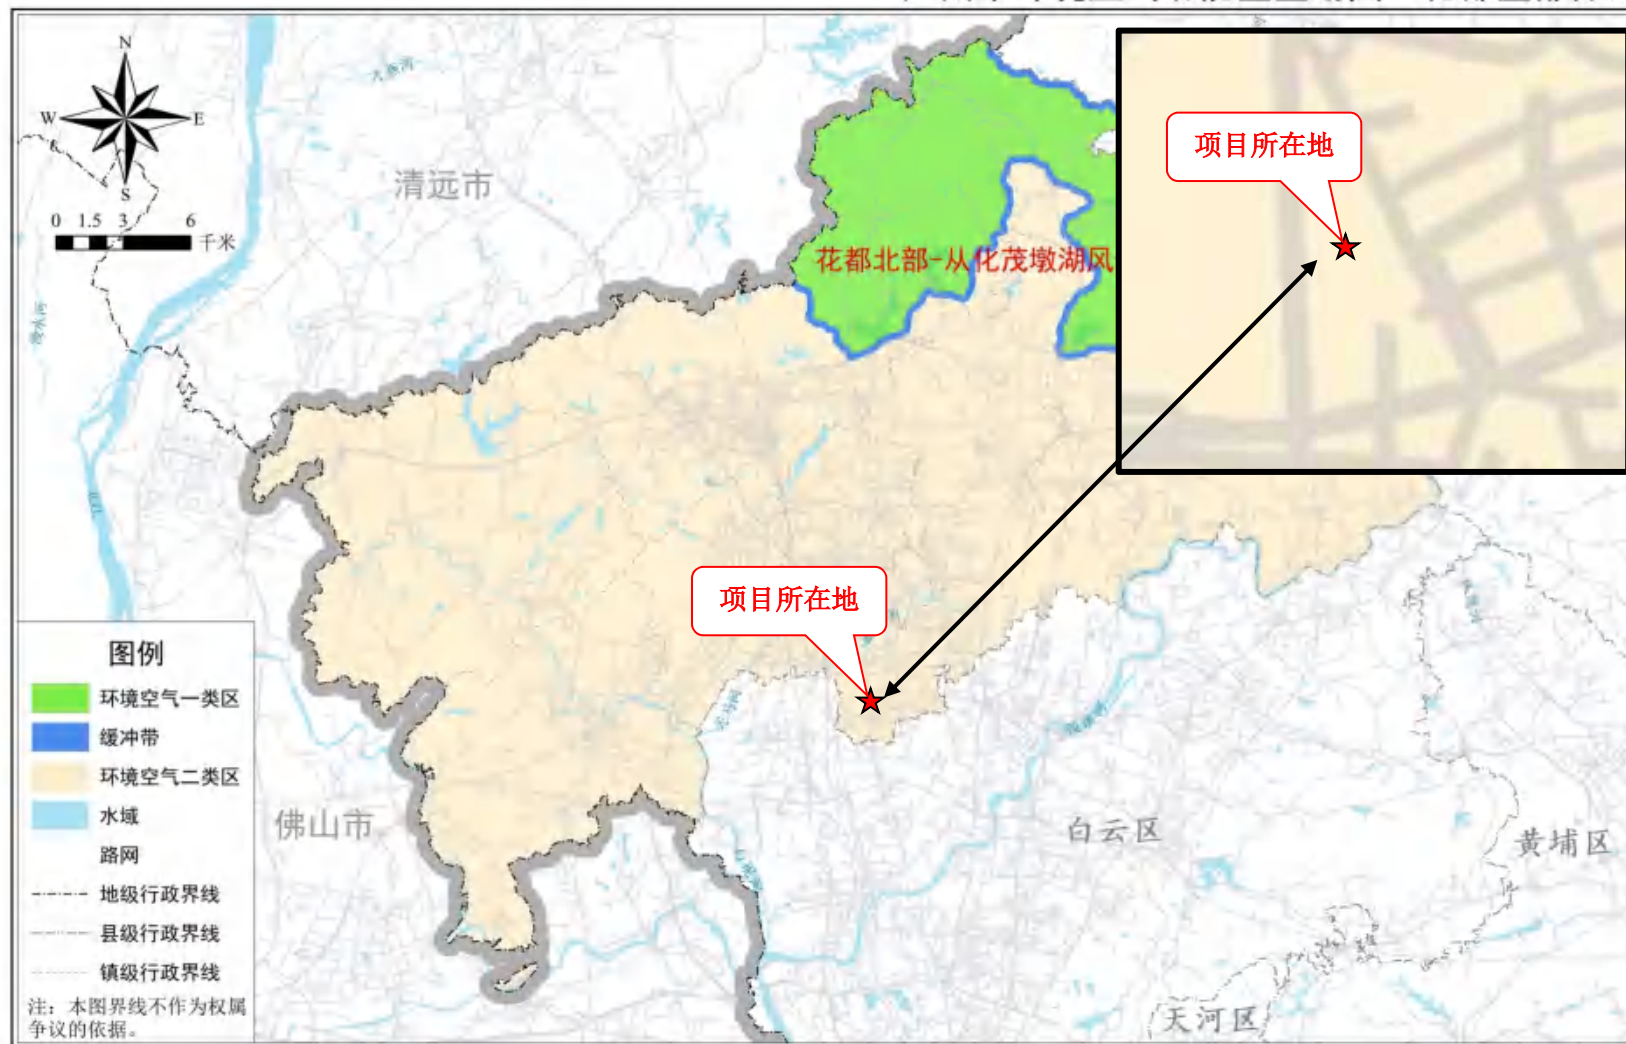 N
W
E
S
0 1.5 3 6
千米
清远市
项目所在地
花都北部-从化茂墩湖风
项目所在地
图例
环境空气一类区
缓冲带
环境空气二类区
水域
路网
地级行政界线
县级行政界线
镇级行政界线
注：本图界线不作为权属
争议的依据。
佛山市
白云区
黄埔区
天河区